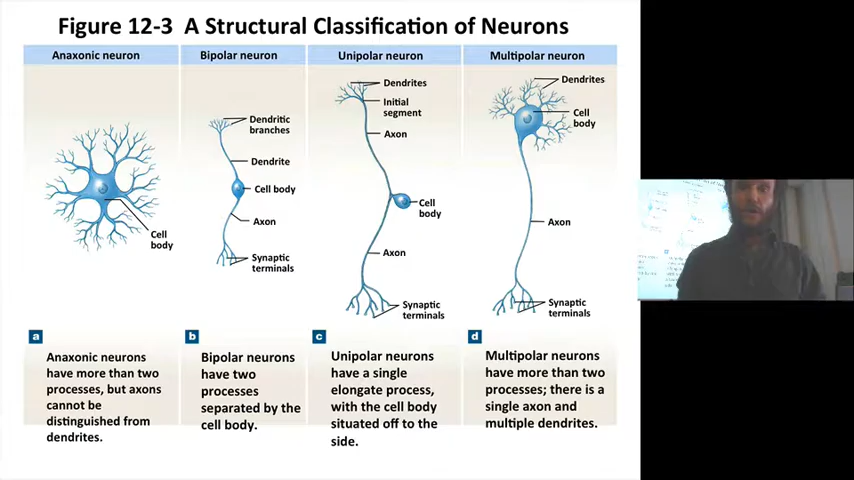 Figure 12-3 A Structural Classification of Neurons
Anaxonic neuron
Cell
body
a
Anaxonic neurons
have more than two
processes, but axons
cannot be
distinguished from
dendrites.
Bipolar neuron
Dendritic
branches
Dendrite
Cell body
Axon
Synaptic
terminals
b
Bipolar neurons
have two
processes
separated by the
cell body.
Unipolar neuron
Dendrites
Initial
segment
Axon
Cell
body
Axon
Synaptic
terminals
c
Unipolar neurons
have a single
elongate process,
with the cell body
situated off to the
side.
Multipolar neuron
Dendrites
Cell
body
Axon
Synaptic
terminals
d
Multipolar neurons
have more than two
processes; there is a
single axon and
multiple dendrites.